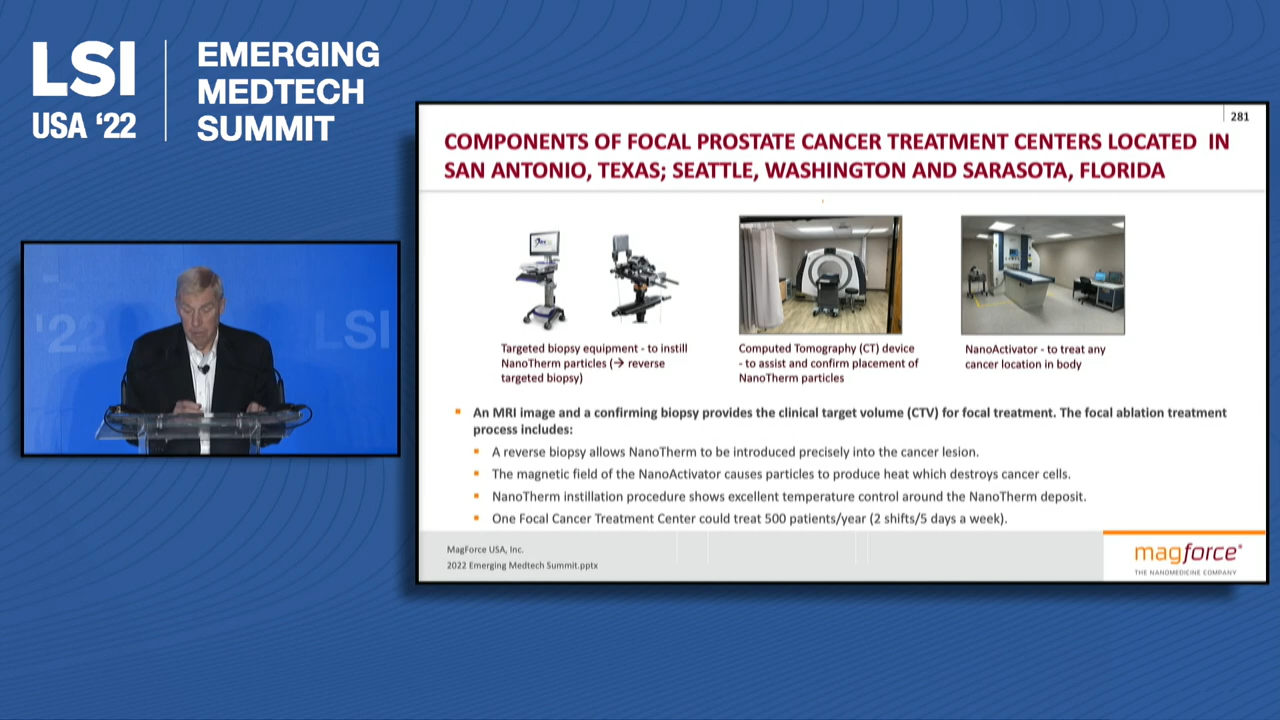 LSI
USA '22
EMERGING
MEDTECH
SUMMIT
'22
LSI
281
COMPONENTS OF FOCAL PROSTATE CANCER TREATMENT CENTERS LOCATED IN
SAN ANTONIO, TEXAS; SEATTLE, WASHINGTON AND SARASOTA, FLORIDA
Targeted biopsy equipment - to instill
NanoTherm particles (→ reverse
targeted biopsy)
Computed Tomography (CT) device
- to assist and confirm placement of
NanoTherm particles
NanoActivator - to treat any
cancer location in body
▪ An MRI image and a confirming biopsy provides the clinical target volume (CTV) for focal treatment. The focal ablation treatment
process includes:
▪ A reverse biopsy allows NanoTherm to be introduced precisely into the cancer lesion.
▪ The magnetic field of the NanoActivator causes particles to produce heat which destroys cancer cells.
▪ NanoTherm instillation procedure shows excellent temperature control around the NanoTherm deposit.
▪ One Focal Cancer Treatment Center could treat 500 patients/year (2 shifts/5 days a week).
MagForce USA, Inc.
2022 Emerging Medtech Summit.pptx
magforce*
THE NANOMEDICINE COMPANY